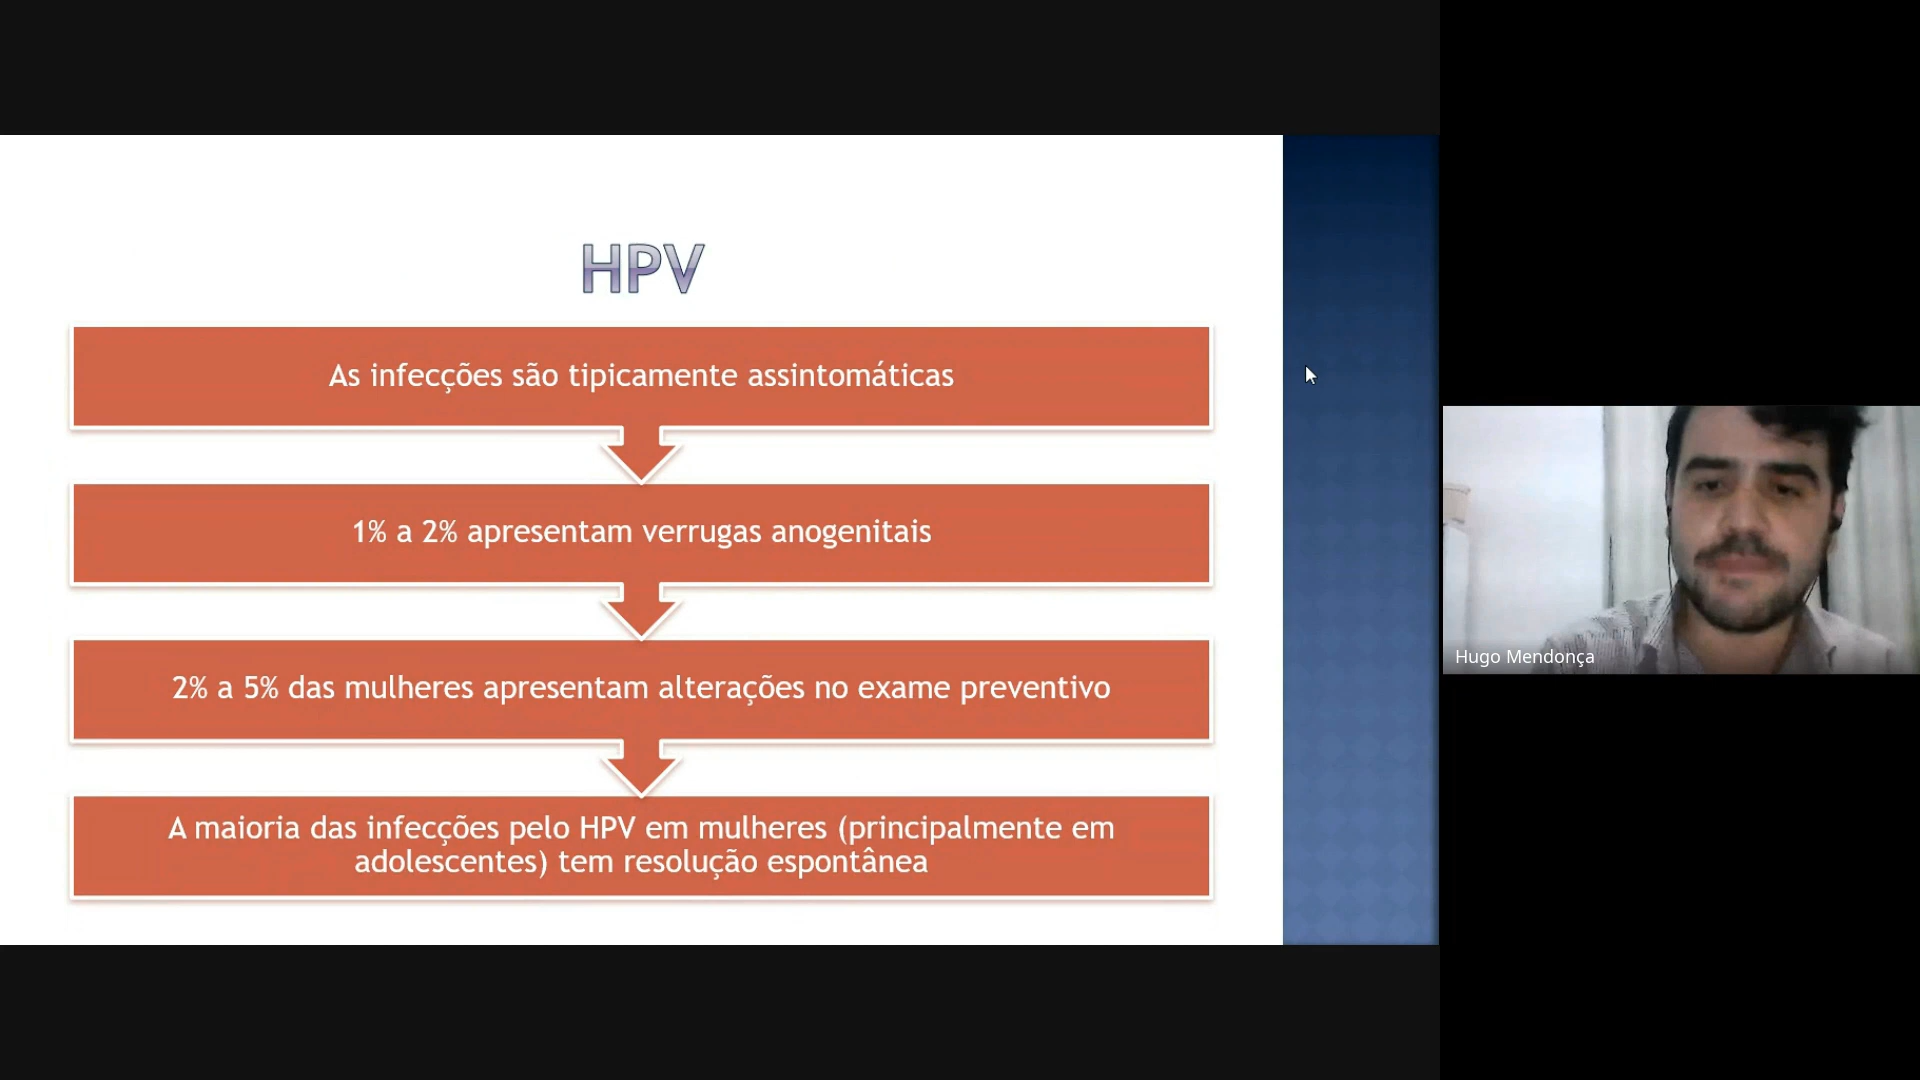 HPV
As infecções são tipicamente assintomáticas
1% a 2% apresentam verrugas anogenitais
2% a 5% das mulheres apresentam alterações no exame preventivo
A maioria das infecções pelo HPV em mulheres (principalmente em
adolescentes) tem resolução espontânea
Hugo Mendonça